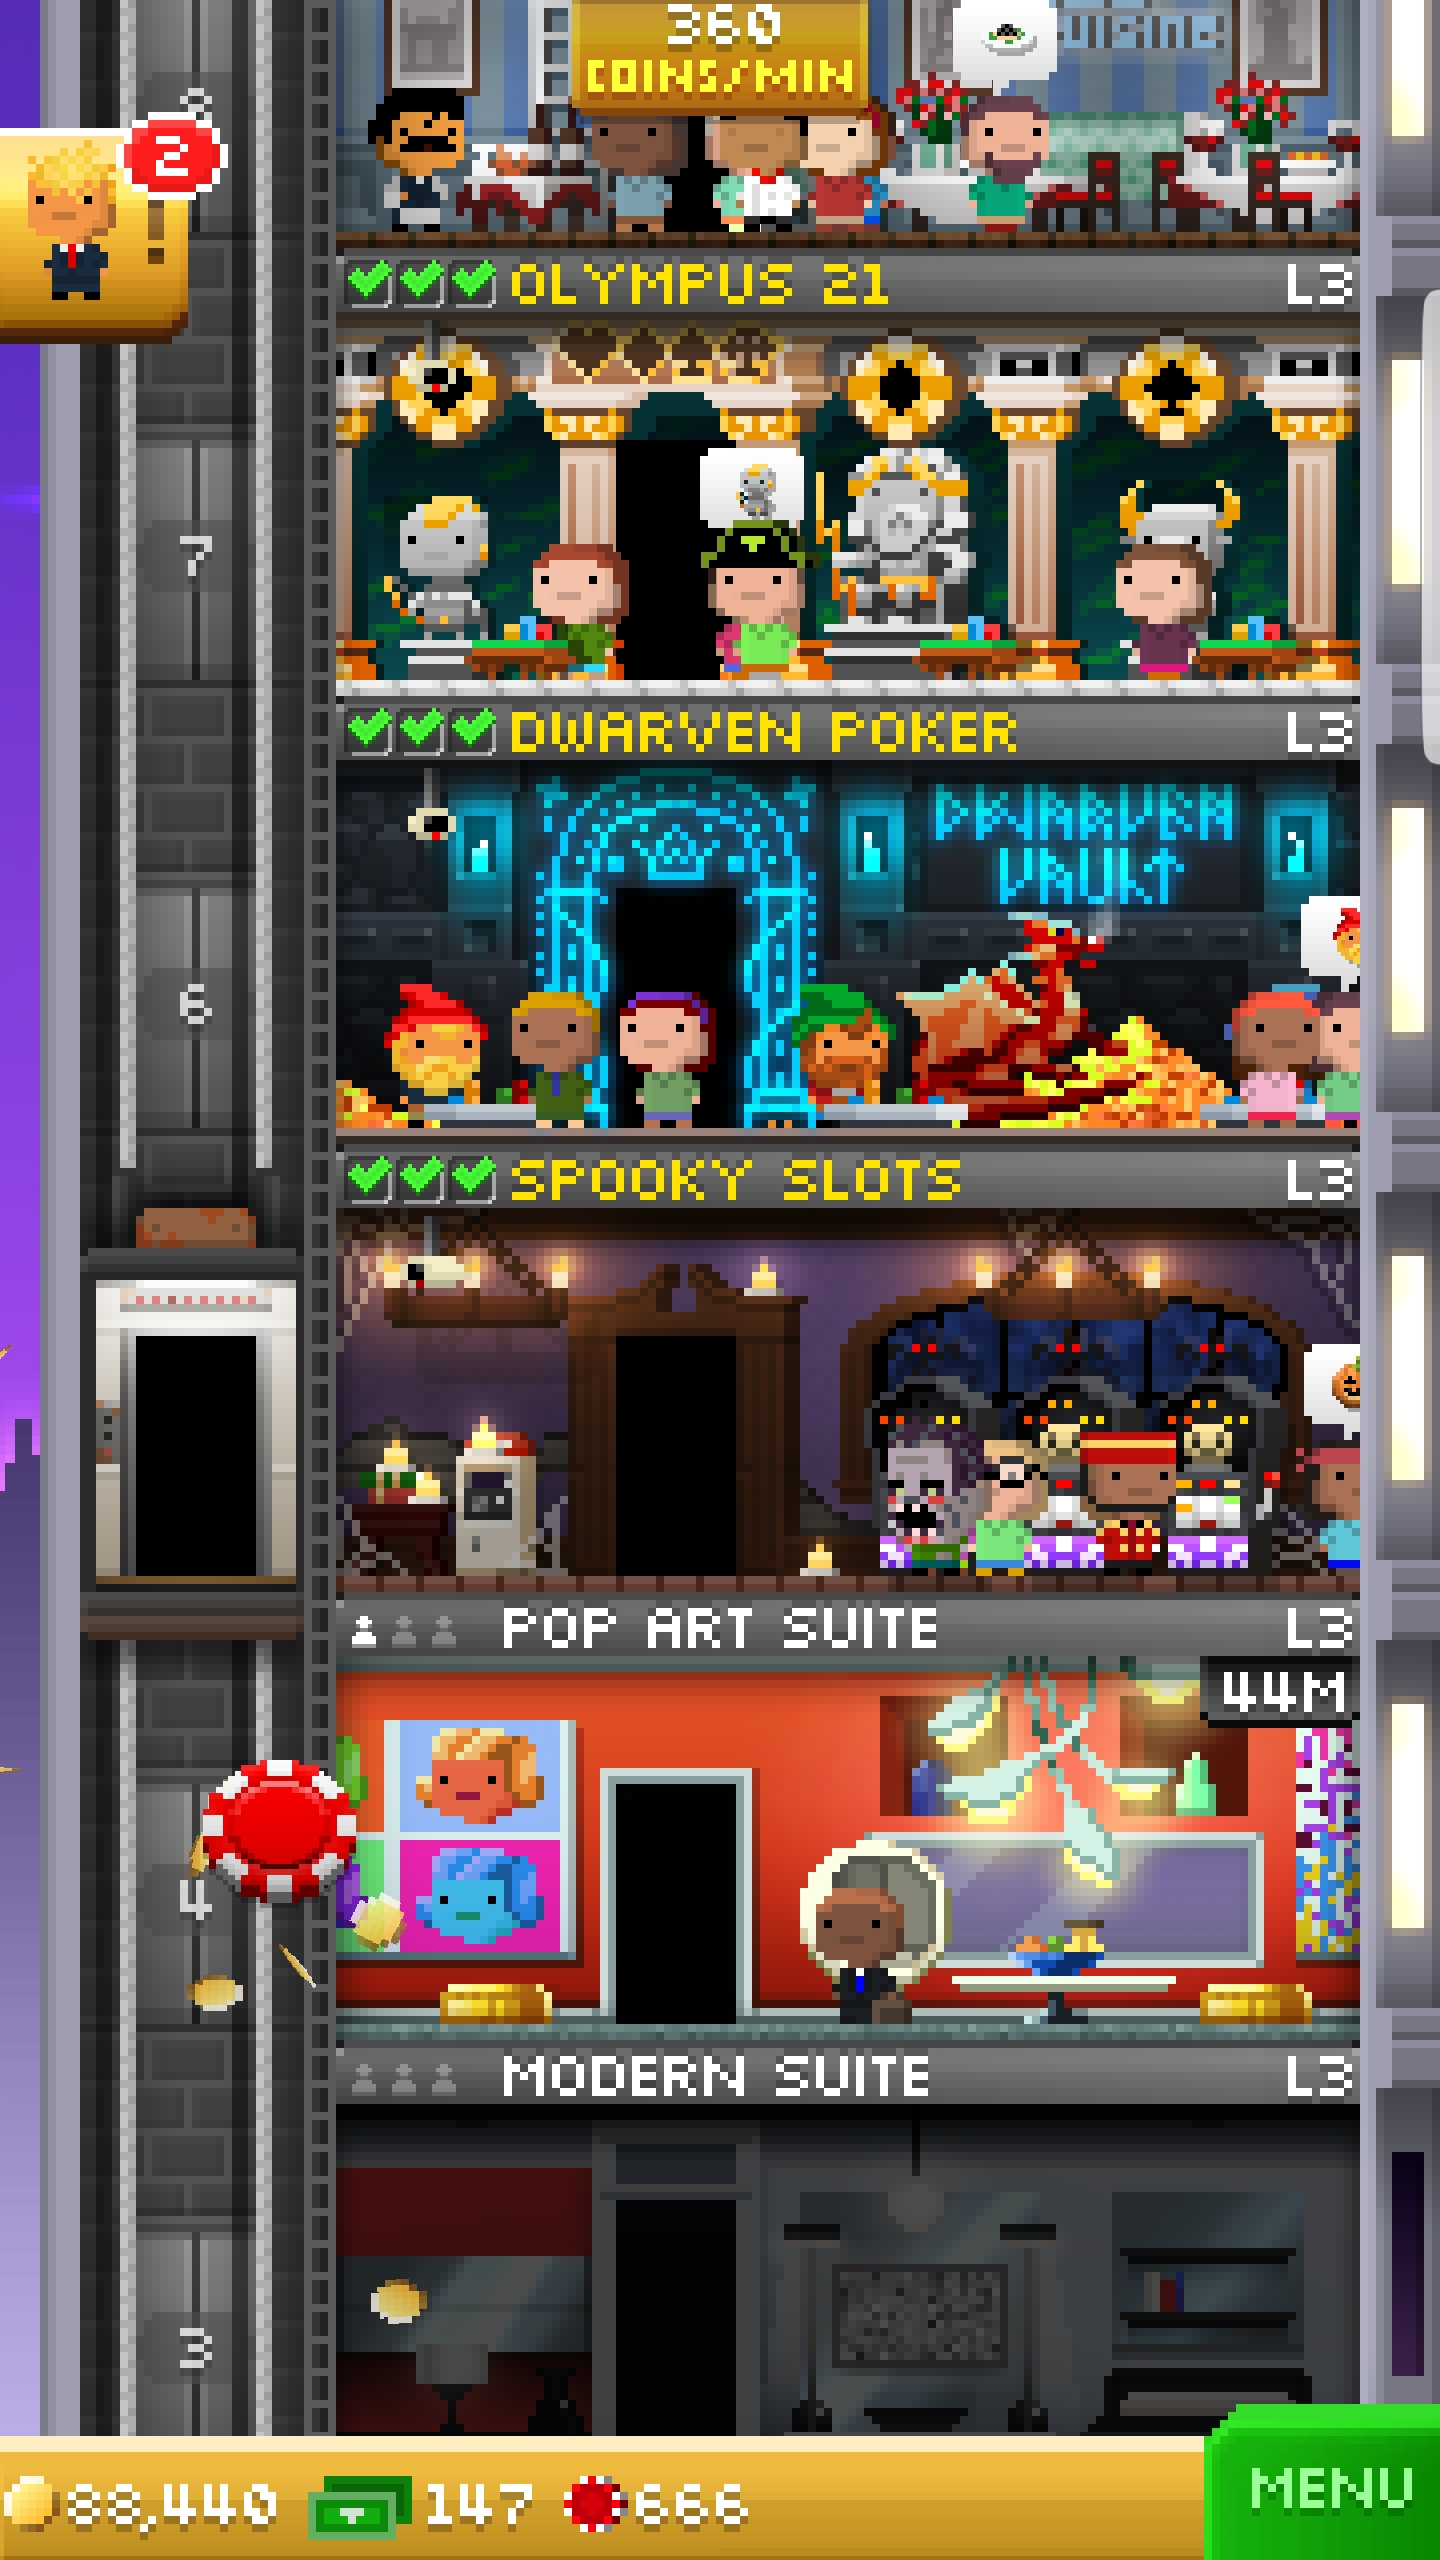 360
UISINE
COINS/MIN
2
OLYMPUS 21 L3
7
DWARVEN POKER L3
DWARVEN
VAULT
6
SPOOKY SLOTS L3
POP ART SUITE L3
44M
4
MODERN SUITE L3
3
88,440 147 666
MENU